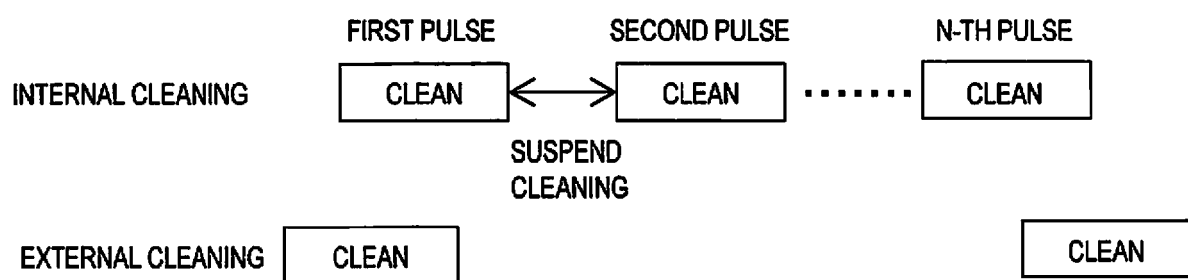 FIRST PULSE SECOND PULSE N-TH PULSE
INTERNAL CLEANING CLEAN CLEAN CLEAN
SUSPEND
CLEANING
EXTERNAL CLEANING CLEAN CLEAN